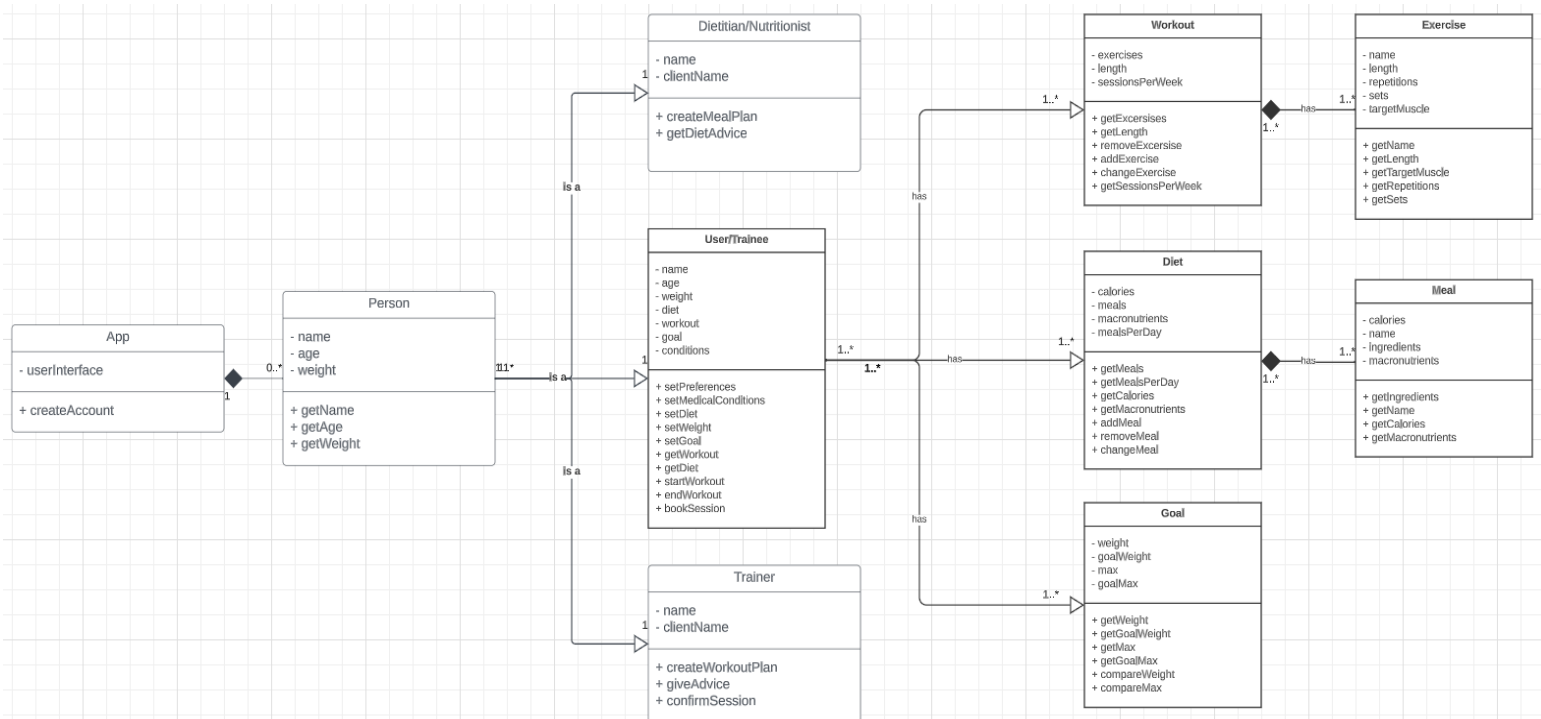 App
- userInterface
+ createAccount
1
0..*
Person
- name
- age
- weight
+ getName
+ getAge
+ getWeight
is a
is a
is a
Dietitian/Nutritionist
- name
- clientName
+ createMealPlan
+ getDietAdvice
1
User/Trainee
- name
- age
- weight
- diet
- workout
- goal
- conditions
+ setPreferences
+ setMedicalConditions
+ setDiet
+ setWeight
+ setGoal
+ getWorkout
+ getDiet
+ startWorkout
+ endWorkout
+ bookSession
1
1..*
1..*
Trainer
- name
- clientName
+ createWorkoutPlan
+ giveAdvice
+ confirmSession
1
has
has
has
Workout
- exercises
- length
- sessionsPerWeek
+ getExcersises
+ getLength
+ removeExcersise
+ addExercise
+ changeExercise
+ getSessionsPerWeek
1..*
1..*
has
1..*
Exercise
- name
- length
- repetitions
- sets
- targetMuscle
+ getName
+ getLength
+ getTargetMuscle
+ getRepetitions
+ getSets
Diet
- calories
- meals
- macronutrients
- mealsPerDay
+ getMeals
+ getMealsPerDay
+ getCalories
+ getMacronutrients
+ addMeal
+ removeMeal
+ changeMeal
1..*
1..*
has
1..*
Meal
- calories
- name
- ingredients
- macronutrients
+ getIngredients
+ getName
+ getCalories
+ getMacronutrients
Goal
- weight
- goalWeight
- max
- goalMax
+ getWeight
+ getGoalWeight
+ getMax
+ getGoalMax
+ compareWeight
+ compareMax
1..*